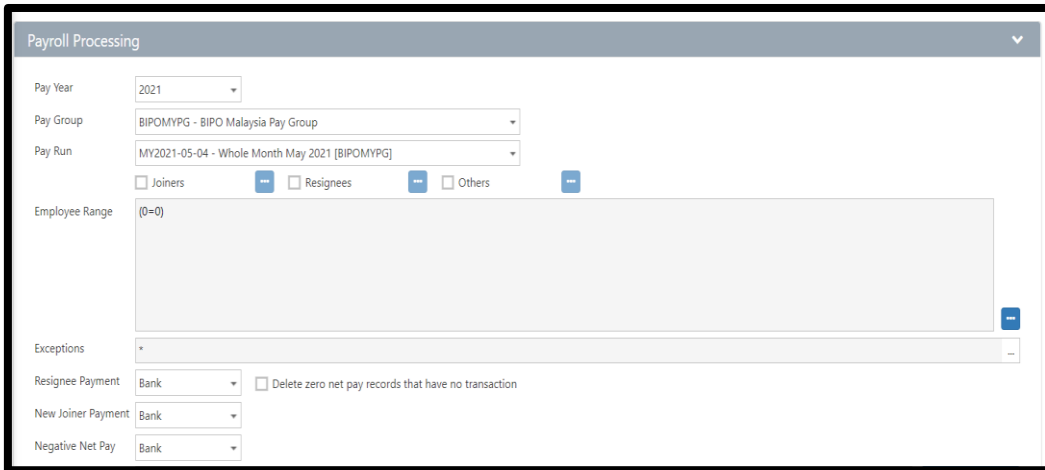 Payroll Processing
Pay Year 2021
Pay Group BIPOMYPG - BIPO Malaysia Pay Group
Pay Run MY2021-05-04 - Whole Month May 2021 [BIPOMYPG]
Joiners ... Resignees ... Others ...
Employee Range (0=0)
...
Exceptions * ...
Resignee Payment Bank Delete zero net pay records that have no transaction
New Joiner Payment Bank
Negative Net Pay Bank